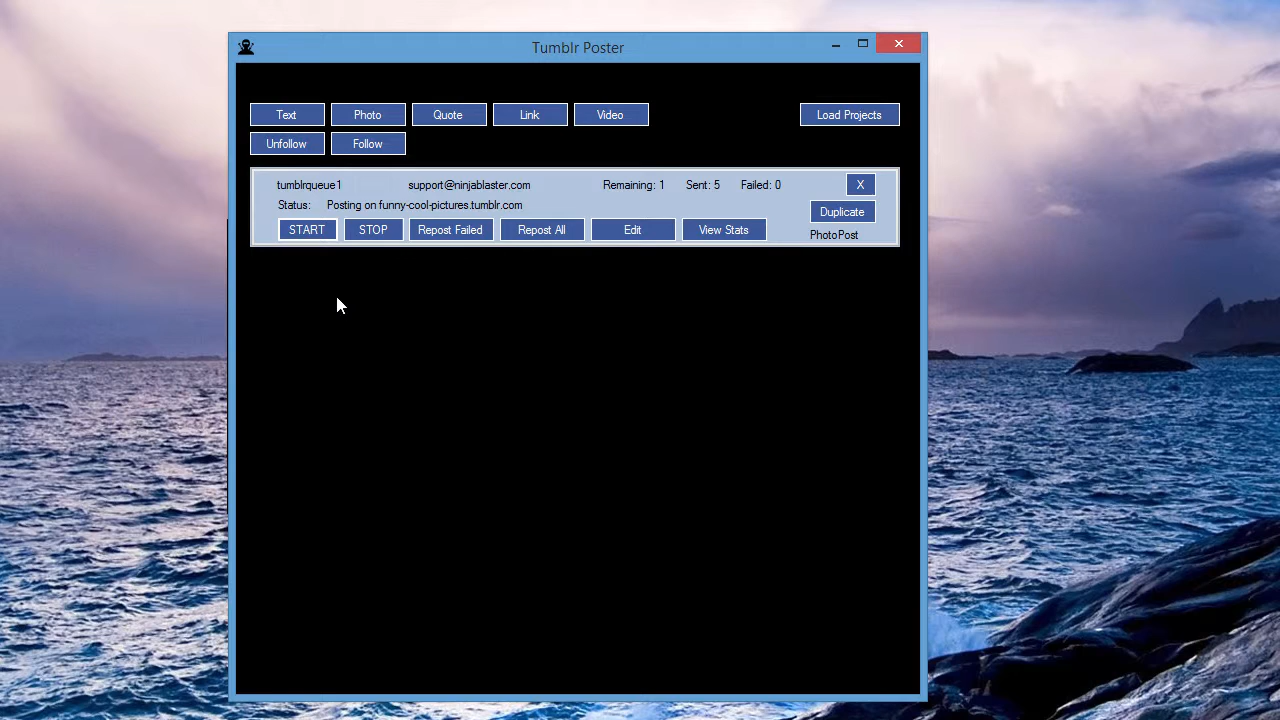 Tumblr Poster
Text Photo Quote Link Video Load Projects
Unfollow Follow
tumblrqueue1 support@ninjablaster.com Remaining: 1 Sent: 5 Failed: 0 X
Status: Posting on funny-cool-pictures.tumblr.com Duplicate
START STOP Repost Failed Repost All Edit View Stats PhotoPost